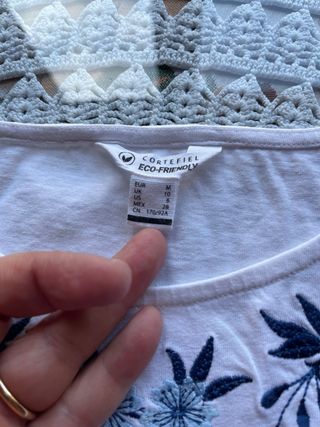 CORTEFIEL
ECO-FRIENDLY
EUR M
UK 10
US 6
MEX 28
CN 170/92A